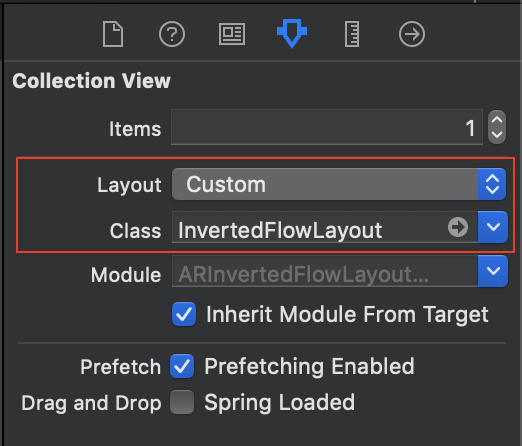 Collection View
Items 1
Layout Custom
Class InvertedFlowLayout
Module ARInvertedFlowLayout...
Inherit Module From Target
Prefetch Prefetching Enabled
Drag and Drop Spring Loaded